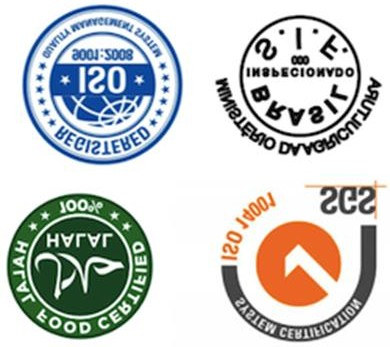 HALAL FOOD CERTIFIED
HALAL
100%
SYSTEM CERTIFICATION
ISO 14001
SGS
REGISTERED
ISO
9001:2008
QUALITY MANAGEMENT SYSTEM
MINISTÉRIO DA AGRICULTURA
BRASIL
INSPECIONADO
000
S.I.F.